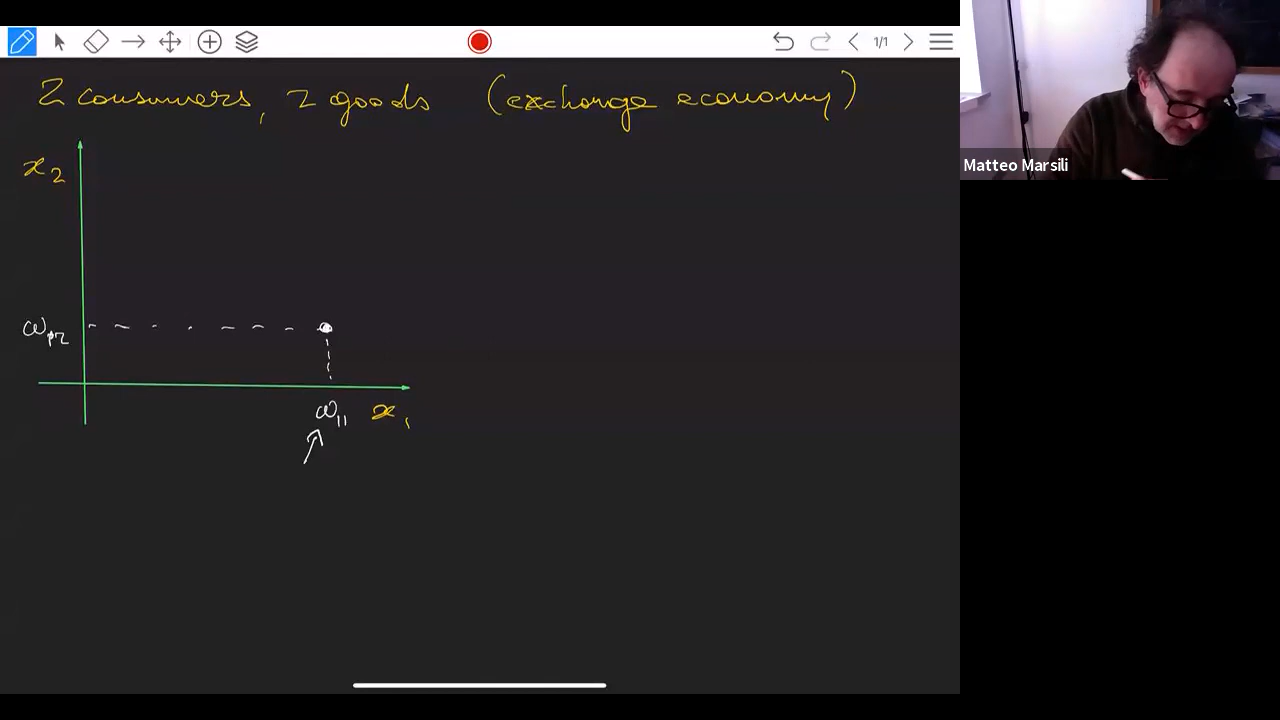 1/1
2 consumers, 2 goods (exchange economy)
Matteo Marsili
x₂
ω₁₂
ω₁₁ x₁